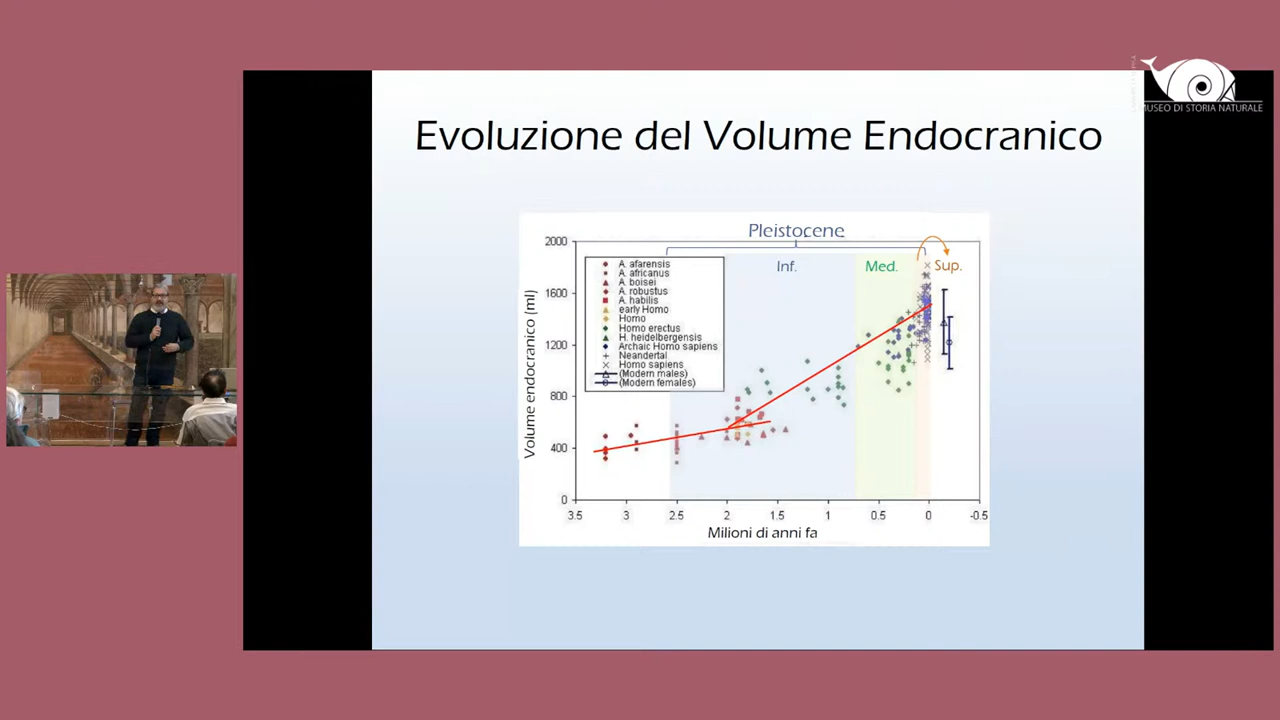 MUSEO DI STORIA NATURALE
Evoluzione del Volume Endocranico
Pleistocene
Inf.
Med.
Sup.
2000
1600
1200
800
400
0
Volume endocranico (ml)
A. afarensis
A. africanus
A. boisei
A. robustus
A. habilis
early Homo
Homo
Homo erectus
H. heidelbergensis
Archaic Homo sapiens
Neandertal
Homo sapiens
(Modern males)
(Modern females)
3.5 3 2.5 2 1.5 1 0.5 0 -0.5
Milioni di anni fa